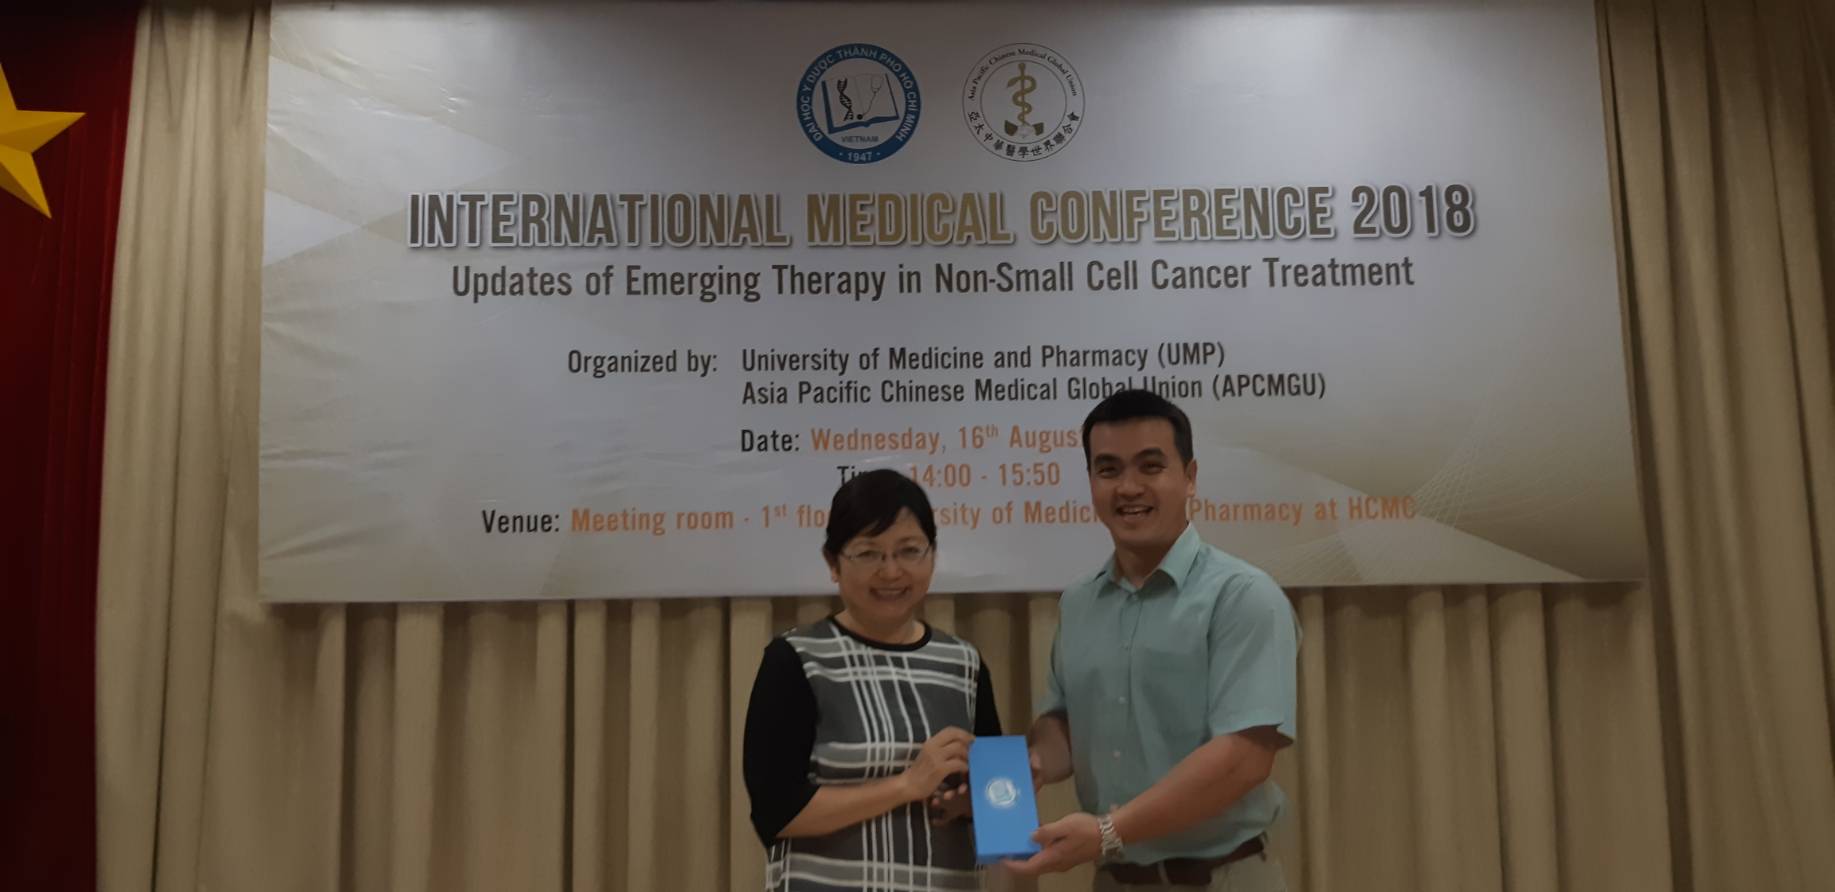 ĐẠI HỌC Y DƯỢC THÀNH PHỐ HỒ CHÍ MINH
VIETNAM
· 1947 ·
Asia Pacific Chinese Medical Global Union
亞太中華醫學世界聯合會
INTERNATIONAL MEDICAL CONFERENCE 2018
Updates of Emerging Therapy in Non-Small Cell Cancer Treatment
Organized by: University of Medicine and Pharmacy (UMP)
Asia Pacific Chinese Medical Global Union (APCMGU)
Date: Wednesday, 16th Augus
14:00 - 15:50
Venue: Meeting room - 1st flo sity of Medici Pharmacy at HCMC